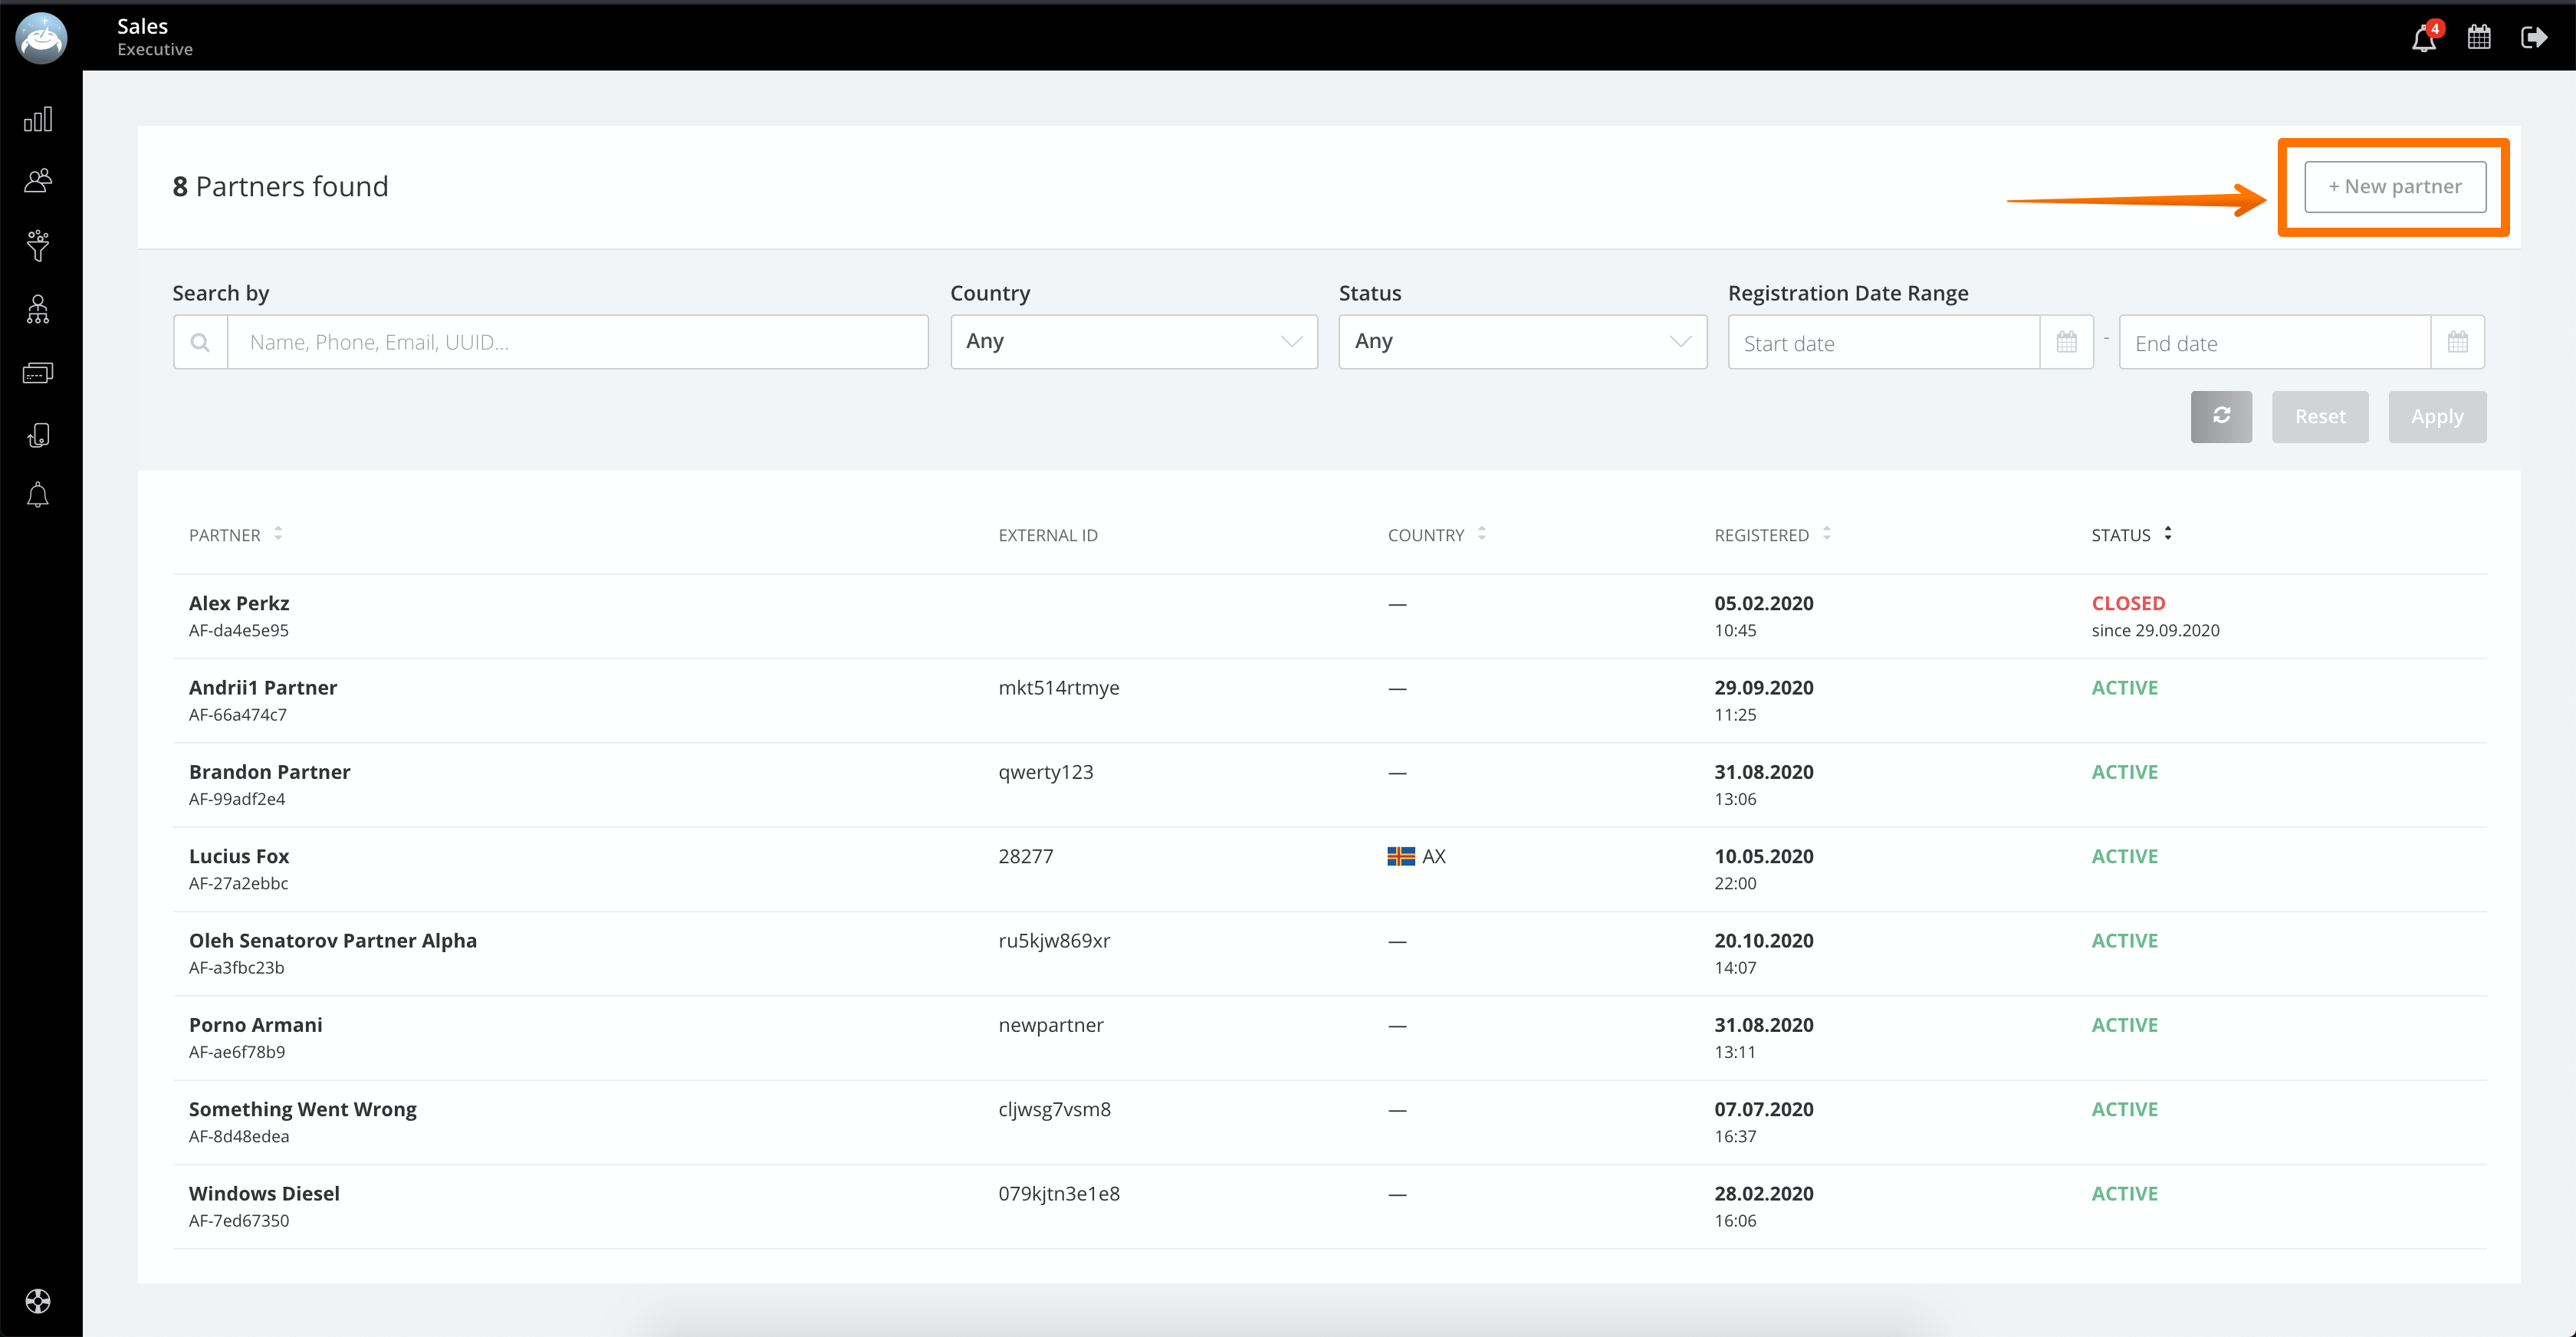 Sales
Executive
4
8 Partners found
+ New partner
Search by
Country
Status
Registration Date Range
Name, Phone, Email, UUID...
Any
Any
Start date
-
End date
Reset
Apply
PARTNER
EXTERNAL ID
COUNTRY
REGISTERED
STATUS
Alex Perkz
—
05.02.2020
CLOSED
AF-da4e5e95
10:45
since 29.09.2020
Andrii1 Partner
mkt514rtmye
—
29.09.2020
ACTIVE
AF-66a474c7
11:25
Brandon Partner
qwerty123
—
31.08.2020
ACTIVE
AF-99adf2e4
13:06
Lucius Fox
28277
AX
10.05.2020
ACTIVE
AF-27a2ebbc
22:00
Oleh Senatorov Partner Alpha
ru5kjw869xr
—
20.10.2020
ACTIVE
AF-a3fbc23b
14:07
Porno Armani
newpartner
—
31.08.2020
ACTIVE
AF-ae6f78b9
13:11
Something Went Wrong
cljwsg7vsm8
—
07.07.2020
ACTIVE
AF-8d48edea
16:37
Windows Diesel
079kjtn3e1e8
—
28.02.2020
ACTIVE
AF-7ed67350
16:06